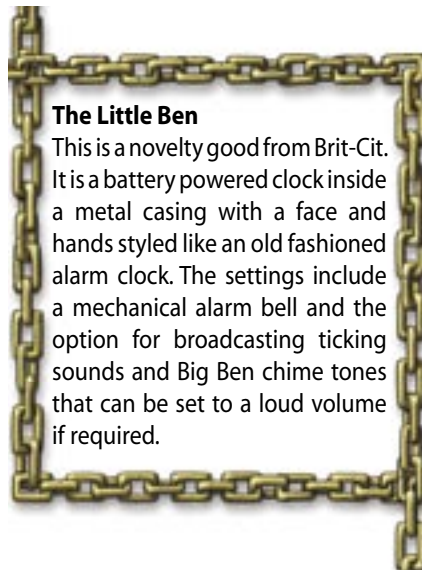 The Little Ben
This is a novelty good from Brit-Cit.
It is a battery powered clock inside
a metal casing with a face and
hands styled like an old fashioned
alarm clock. The settings include
a mechanical alarm bell and the
option for broadcasting ticking
sounds and Big Ben chime tones
that can be set to a loud volume
if required.